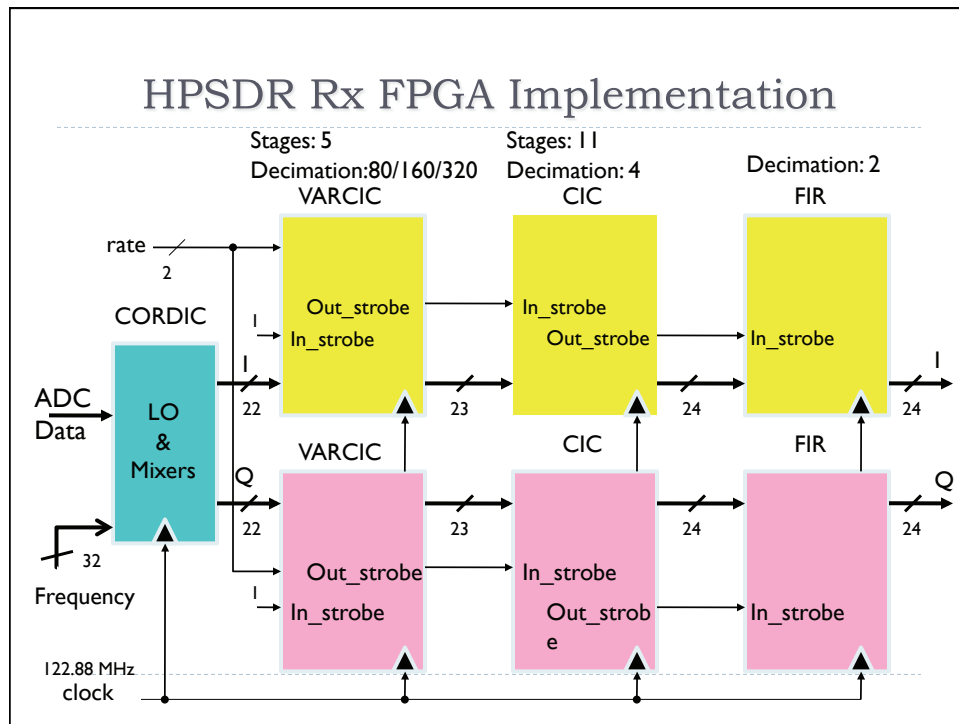 HPSDR Rx FPGA Implementation
Stages: 5
Decimation:80/160/320
VARCIC
Stages: 11
Decimation: 4
CIC
Decimation: 2
FIR
rate
2
Out_strobe
In_strobe
1
In_strobe
Out_strobe
In_strobe
CORDIC
ADC
Data
LO
&
Mixers
I
22
23
24
I
24
VARCIC
CIC
FIR
Q
22
23
24
Q
24
32
Frequency
Out_strobe
In_strobe
1
In_strobe
Out_strob
e
In_strobe
122.88 MHz
clock